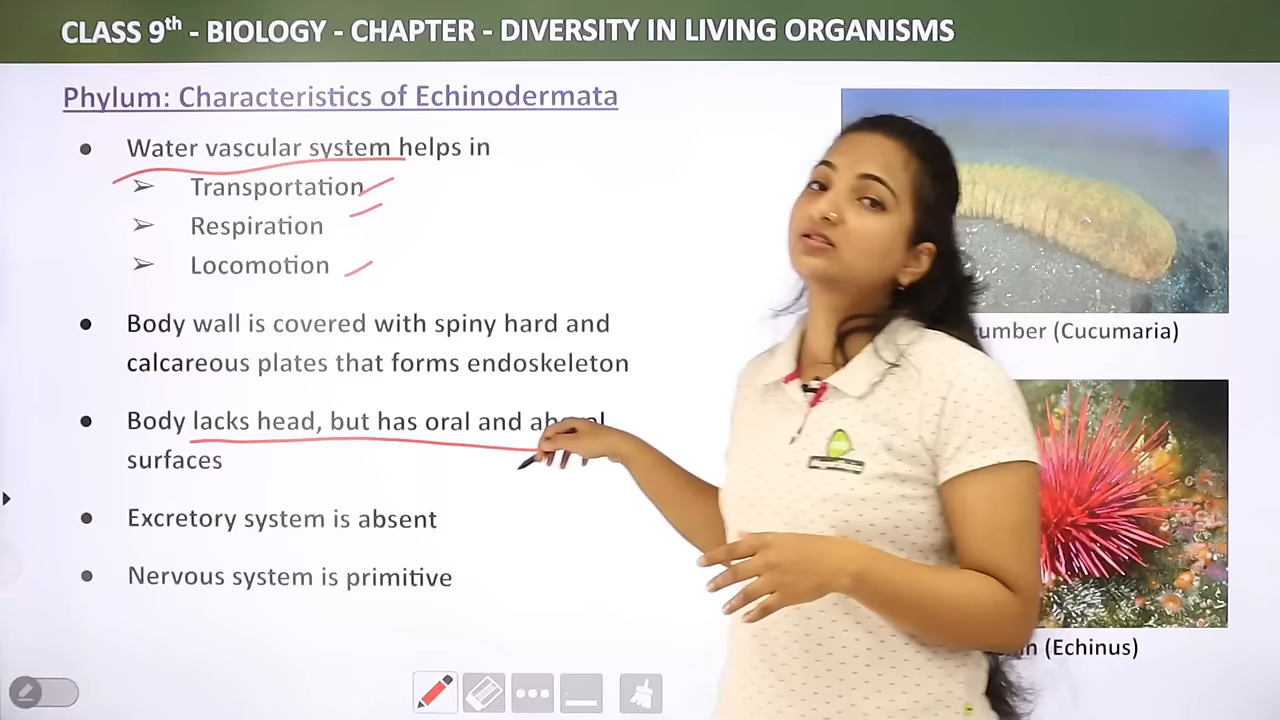 CLASS 9th - BIOLOGY - CHAPTER - DIVERSITY IN LIVING ORGANISMS
Phylum: Characteristics of Echinodermata
● Water vascular system helps in
➢ Transportation
➢ Respiration
➢ Locomotion
● Body wall is covered with spiny hard and
calcareous plates that forms endoskeleton
● Body lacks head, but has oral and
surfaces
● Excretory system is absent
● Nervous system is primitive
(Cucumaria)
(Echinus)